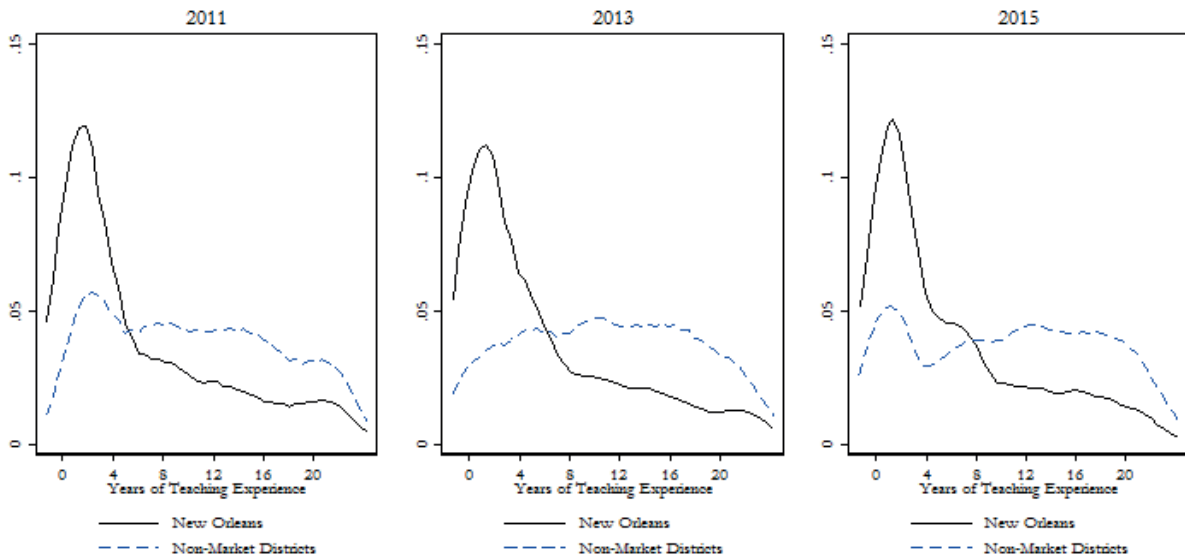 2011
.15
.1
.05
0
0 4 8 12 16 20
Years of Teaching Experience
New Orleans
Non-Market Districts
2013
.15
.1
.05
0
0 4 8 12 16 20
Years of Teaching Experience
New Orleans
Non-Market Districts
2015
.15
.1
.05
0
0 4 8 12 16 20
Years of Teaching Experience
New Orleans
Non-Market Districts